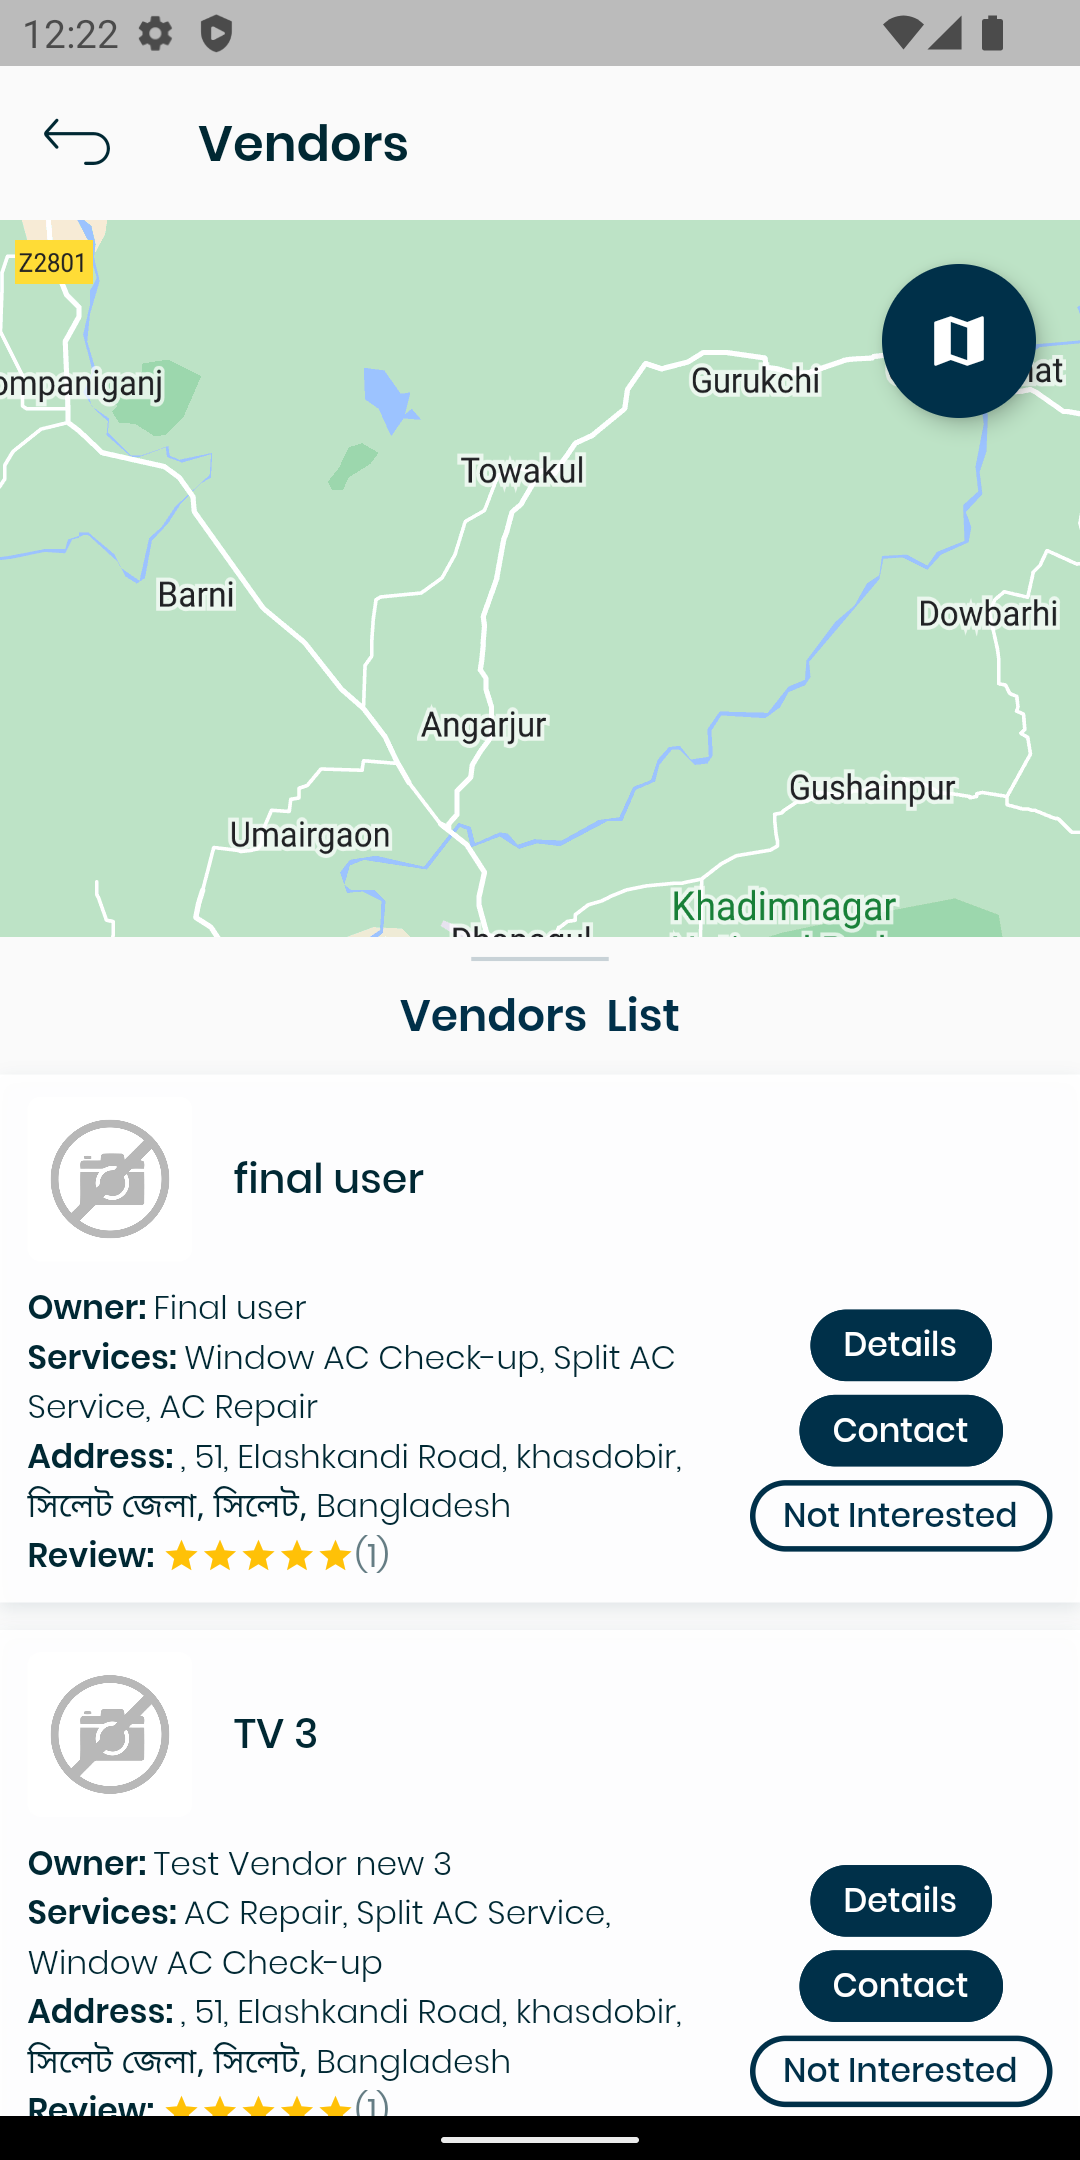 12:22
Vendors
Z2801
ompaniganj
Gurukchi
Towakul
Barni
Dowbarhi
Angarjur
Gushainpur
Umairgaon
Khadimnagar
Vendors List
final user
Owner: Final user
Services: Window AC Check-up, Split AC
Service, AC Repair
Address: , 51, Elashkandi Road, khasdobir,
সিলেট জেলা, সিলেট, Bangladesh
Review: (1)
Details
Contact
Not Interested
TV 3
Owner: Test Vendor new 3
Services: AC Repair, Split AC Service,
Window AC Check-up
Address: , 51, Elashkandi Road, khasdobir,
সিলেট জেলা, সিলেট, Bangladesh
Review: (1)
Details
Contact
Not Interested